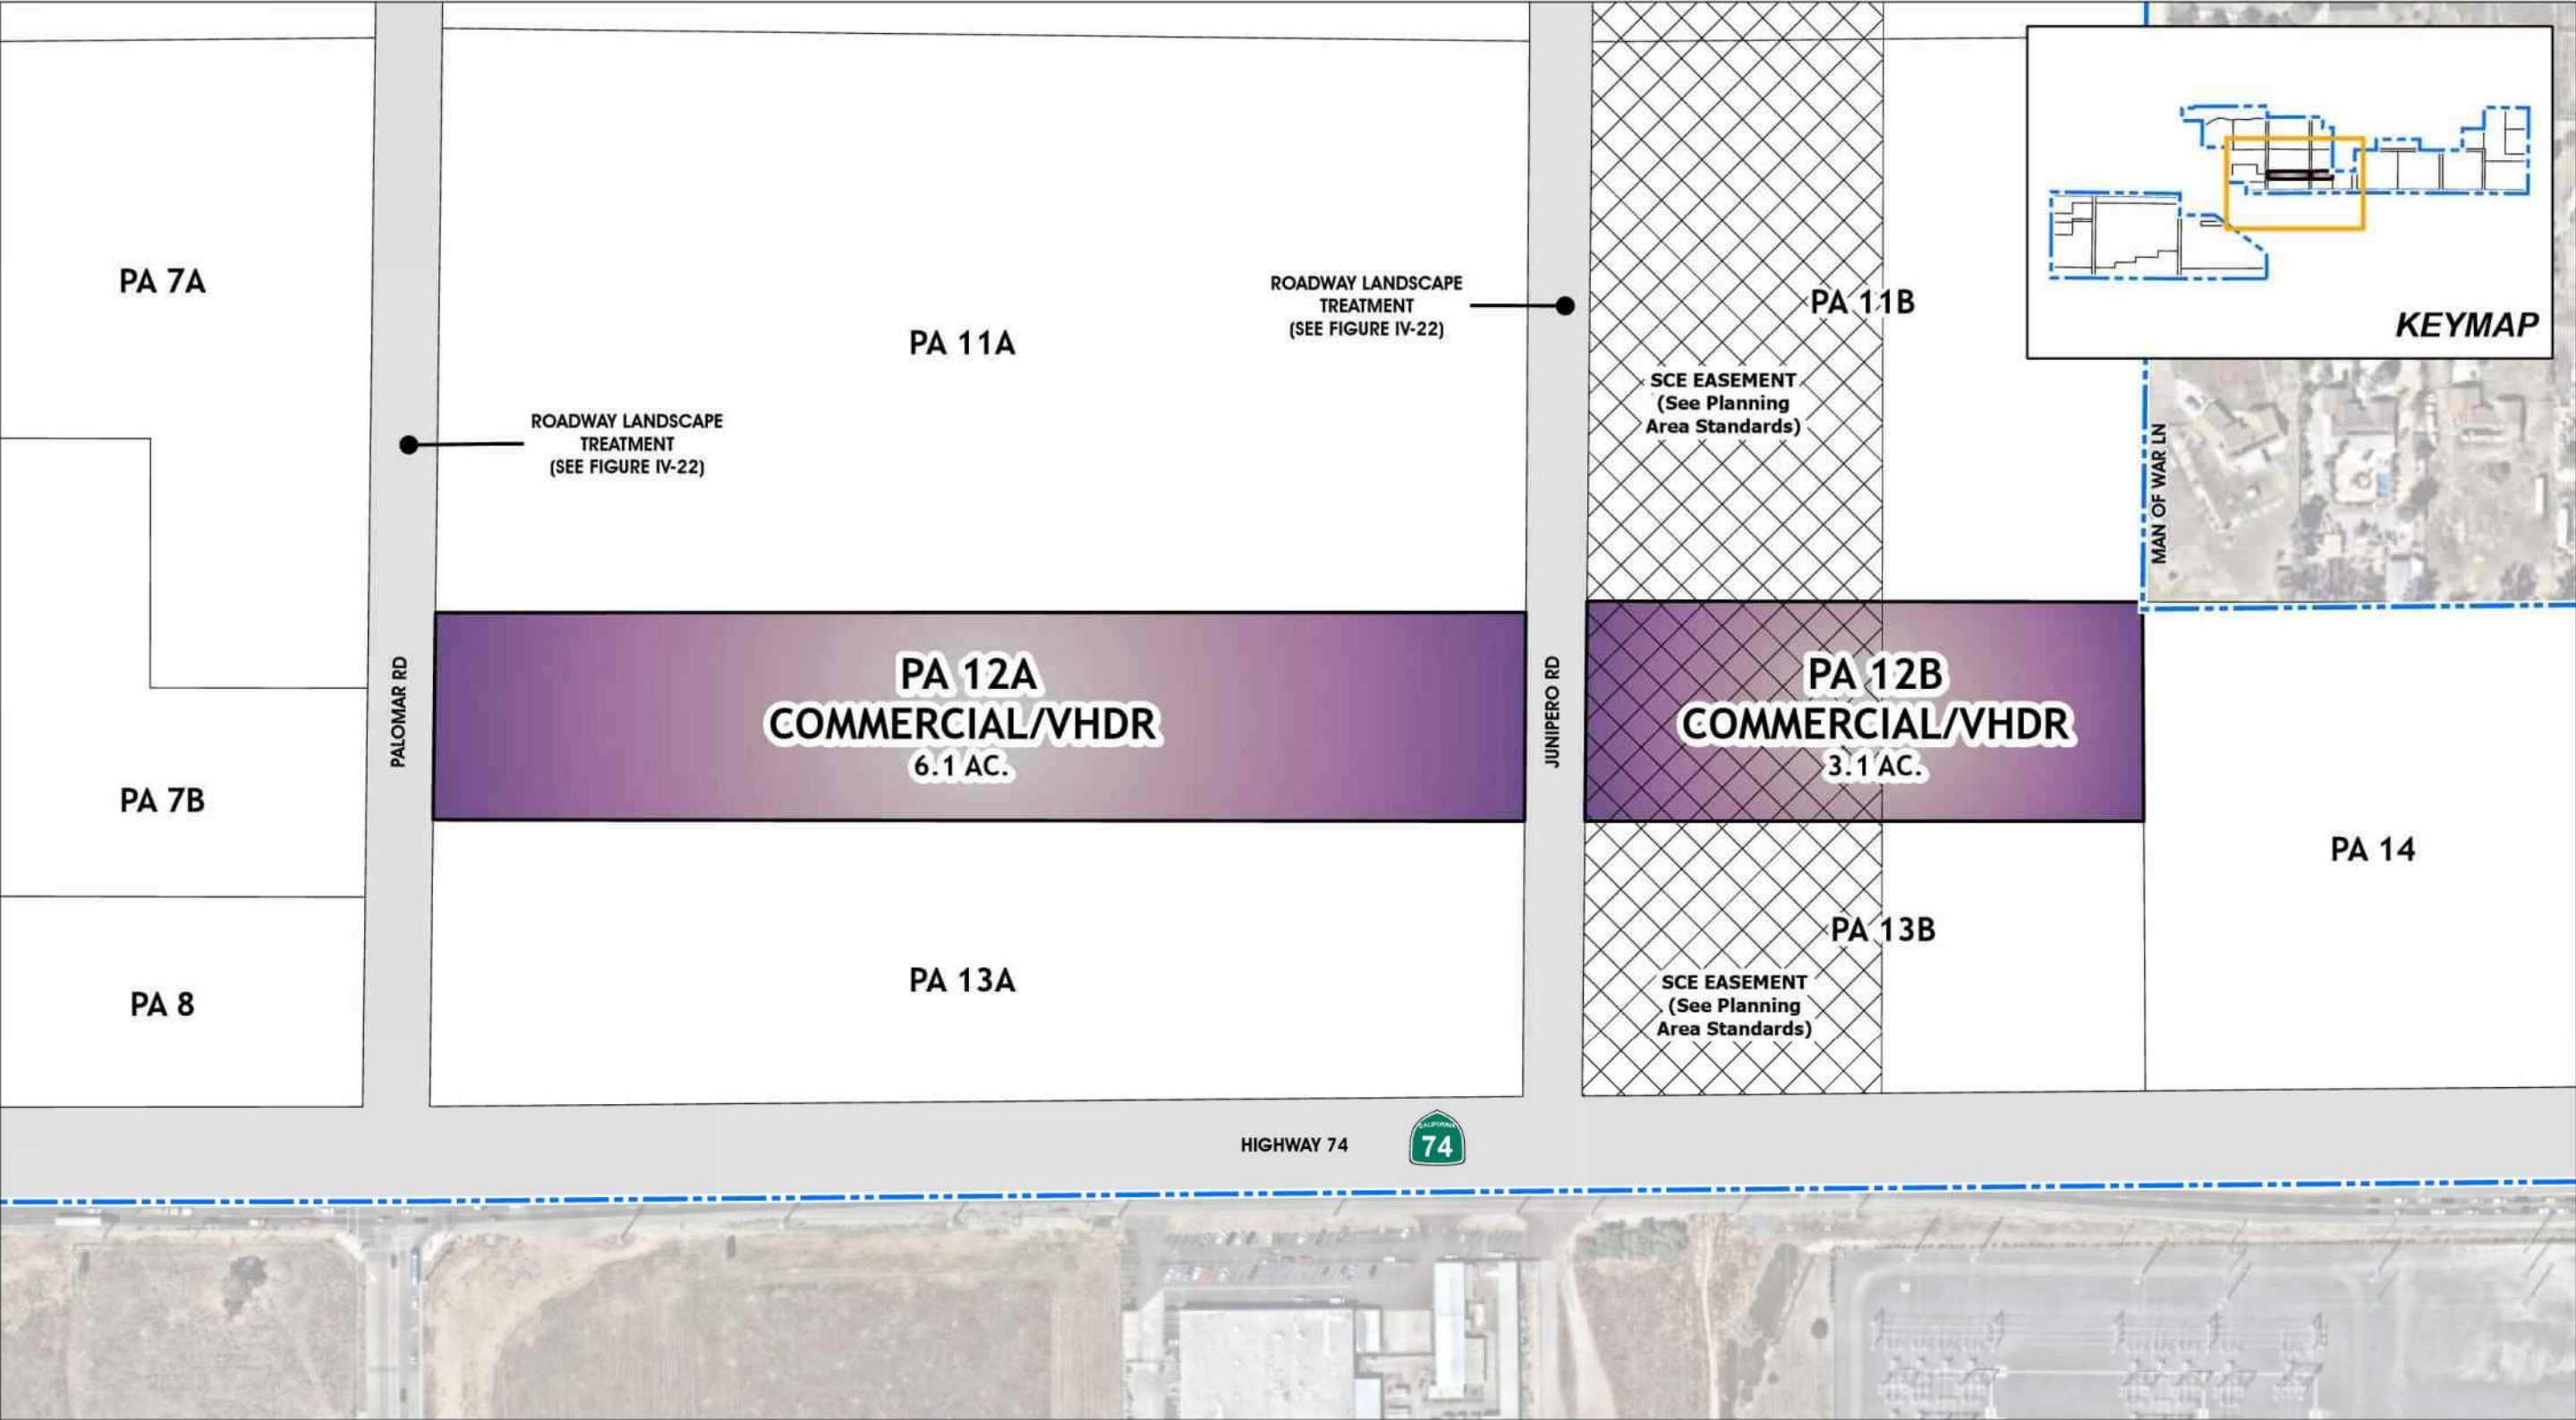 PA 7A
PA 11A
ROADWAY LANDSCAPE
TREATMENT
(SEE FIGURE IV-22)
PA 11B
KEYMAP
SCE EASEMENT
(See Planning
Area Standards)
ROADWAY LANDSCAPE
TREATMENT
(SEE FIGURE IV-22)
MAN OF WAR LN
PALOMAR RD
PA 12A
COMMERCIAL/VHDR
6.1 AC.
JUNIPERO RD
PA 12B
COMMERCIAL/VHDR
3.1 AC.
PA 7B
PA 14
PA 13B
PA 13A
PA 8
SCE EASEMENT
(See Planning
Area Standards)
HIGHWAY 74
CALIFORNIA
74